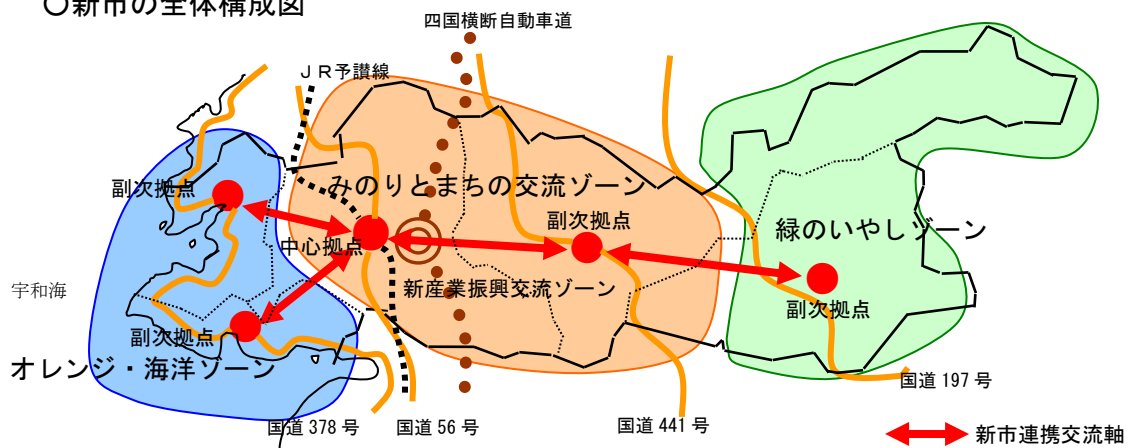 〇新市の全体構成図
四国横断自動車道
ＪＲ予讃線
みのりとまちの交流ゾーン
副次拠点
副次拠点
中心拠点
緑のいやしゾーン
宇和海
新産業振興交流ゾーン
副次拠点
副次拠点
オレンジ・海洋ゾーン
国道 197 号
国道 378 号
国道 56 号
国道 441 号
新市連携交流軸